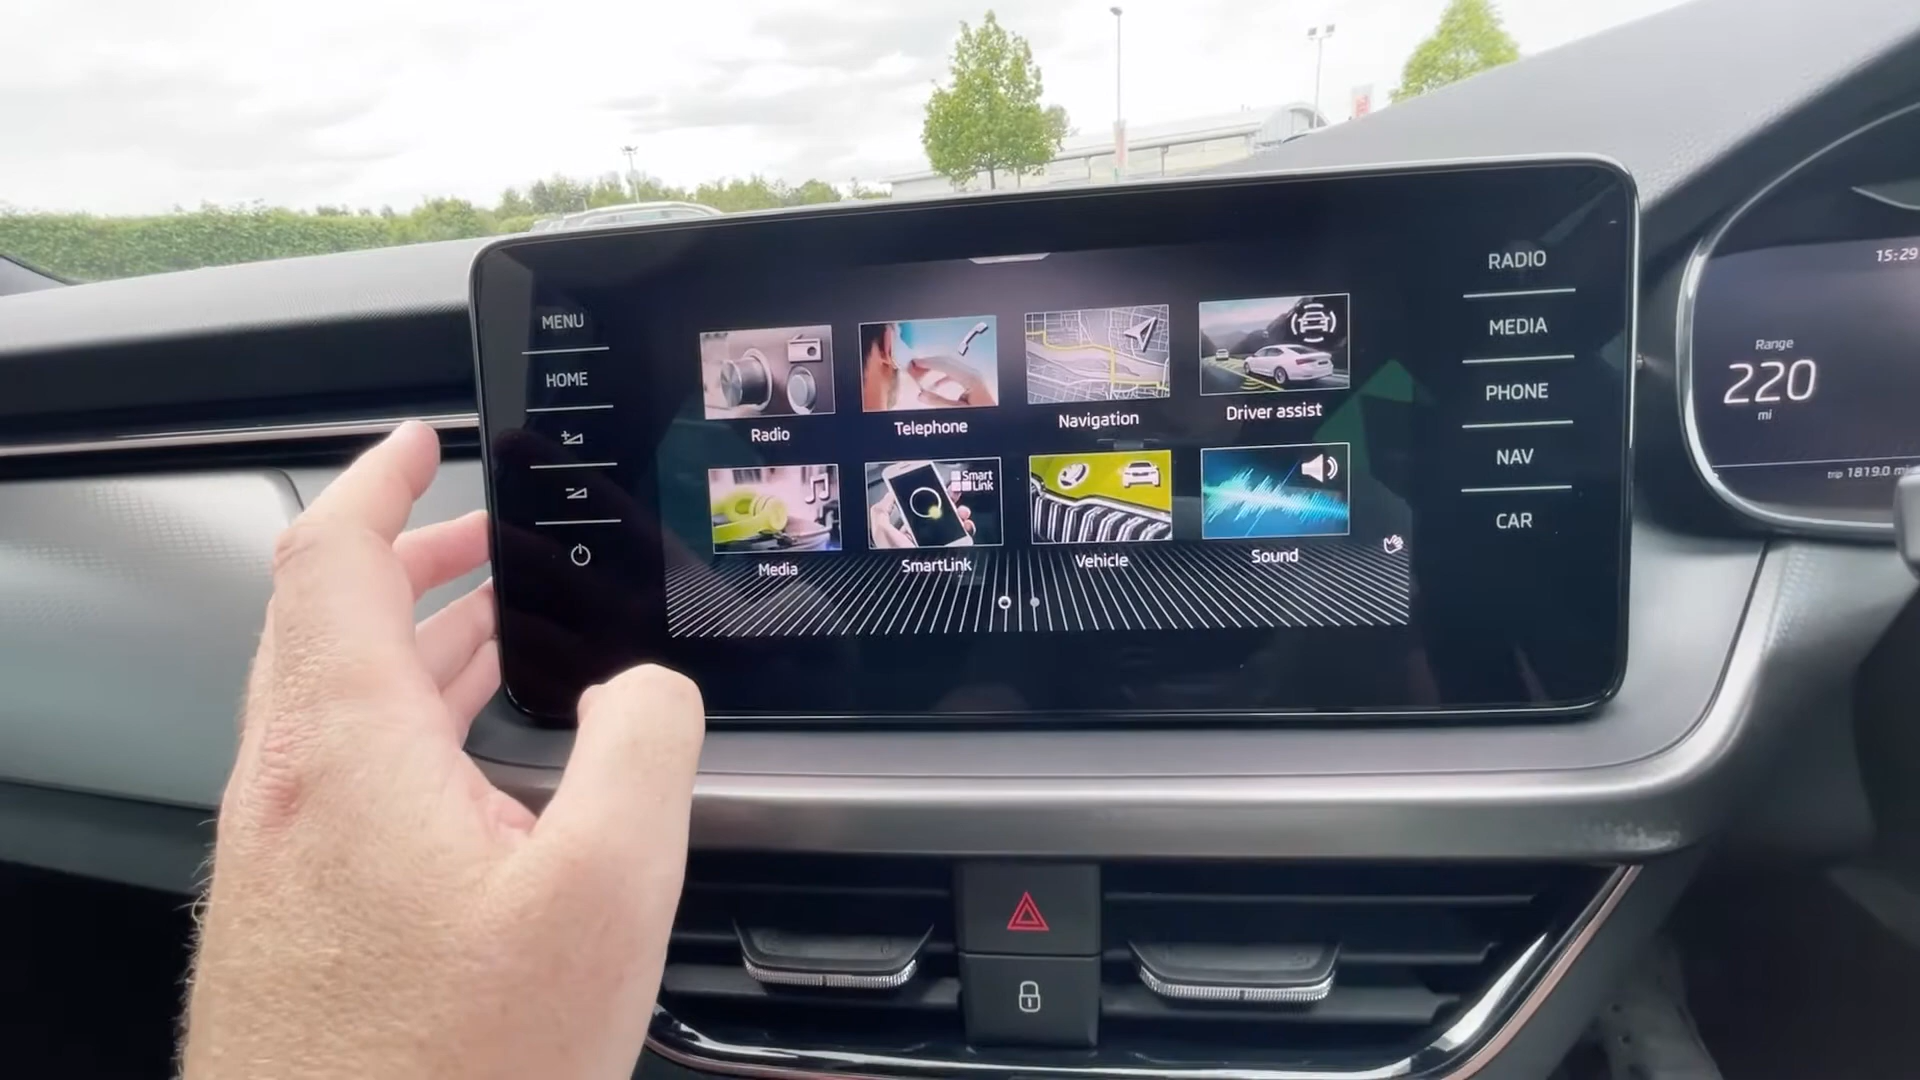 MENU
HOME
Radio
Telephone
Navigation
Driver assist
Media
Smart
Link
SmartLink
Vehicle
Sound
RADIO
MEDIA
PHONE
NAV
CAR
15:29
Range
220
mi
trip 1819.0 mi